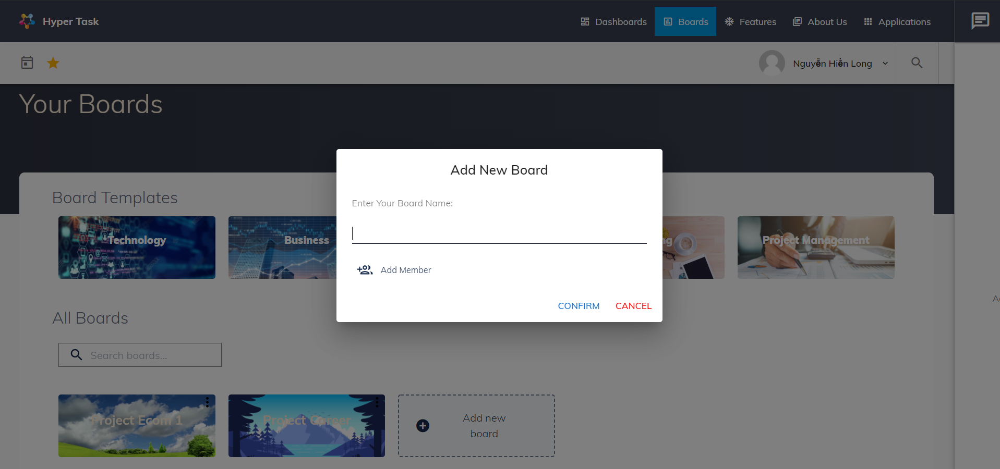 Hyper Task
Dashboards
Boards
Features
About Us
Applications
Nguyễn Hiền Long
Your Boards
Add New Board
Enter Your Board Name:
Add Member
CONFIRM
CANCEL
Board Templates
Technology
Business
Project Management
All Boards
Search boards...
Project Ecom 1
Project Career
Add new
board